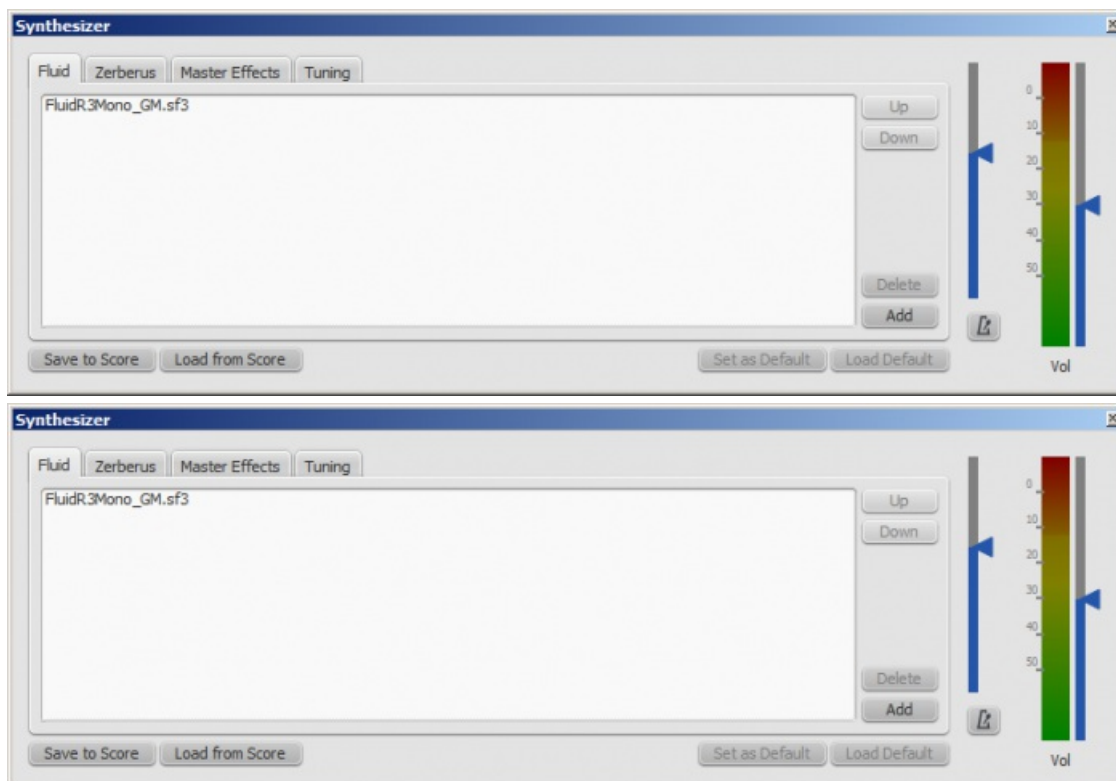 Synthesizer
Fluid Zerberus Master Effects Tuning
FluidR3Mono_GM.sf3
Up
Down
Delete
Add
0
10
20
30
40
50
Save to Score Load from Score Set as Default Load Default Vol
Synthesizer
Fluid Zerberus Master Effects Tuning
FluidR3Mono_GM.sf3
Up
Down
Delete
Add
0
10
20
30
40
50
Save to Score Load from Score Set as Default Load Default Vol